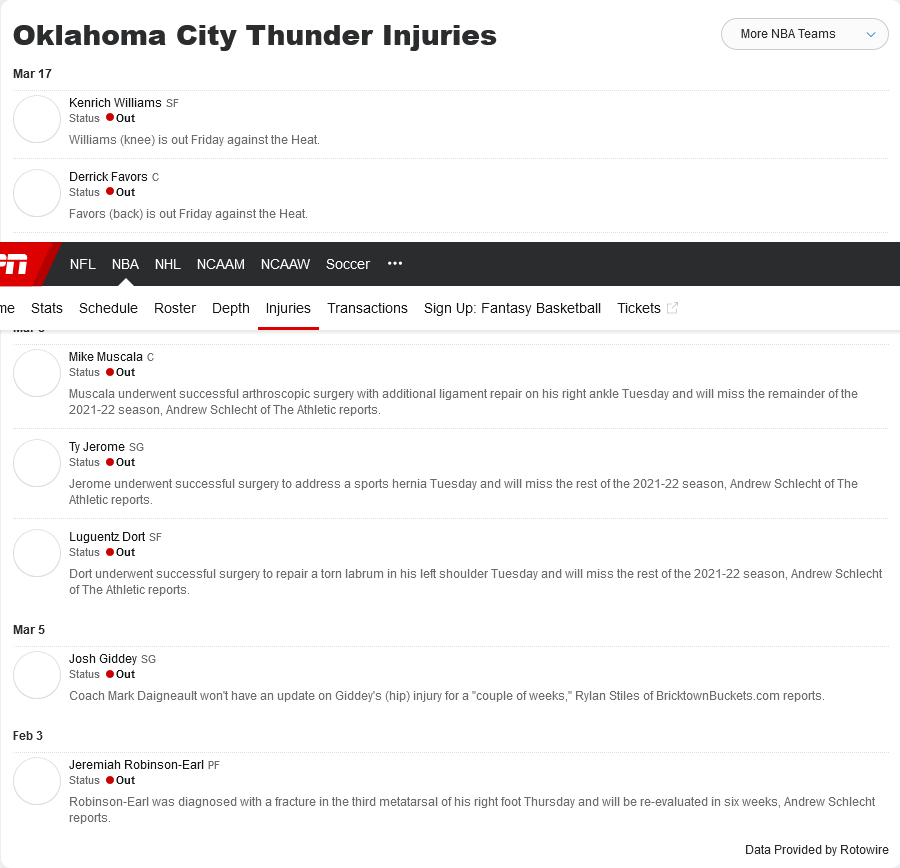 Oklahoma City Thunder Injuries
More NBA Teams
Mar 17
Kenrich Williams SF
Status Out
Williams (knee) is out Friday against the Heat.
Derrick Favors C
Status Out
Favors (back) is out Friday against the Heat.
NFL NBA NHL NCAAM NCAAW Soccer •••
me Stats Schedule Roster Depth Injuries Transactions Sign Up: Fantasy Basketball Tickets
Mike Muscala C
Status Out
Muscala underwent successful arthroscopic surgery with additional ligament repair on his right ankle Tuesday and will miss the remainder of the
2021-22 season, Andrew Schlecht of The Athletic reports.
Ty Jerome SG
Status Out
Jerome underwent successful surgery to address a sports hernia Tuesday and will miss the rest of the 2021-22 season, Andrew Schlecht of The
Athletic reports.
Luguentz Dort SF
Status Out
Dort underwent successful surgery to repair a torn labrum in his left shoulder Tuesday and will miss the rest of the 2021-22 season, Andrew Schlecht
of The Athletic reports.
Mar 5
Josh Giddey SG
Status Out
Coach Mark Daigneault won't have an update on Giddey's (hip) injury for a "couple of weeks," Rylan Stiles of BricktownBuckets.com reports.
Feb 3
Jeremiah Robinson-Earl PF
Status Out
Robinson-Earl was diagnosed with a fracture in the third metatarsal of his right foot Thursday and will be re-evaluated in six weeks, Andrew Schlecht
reports.
Data Provided by Rotowire